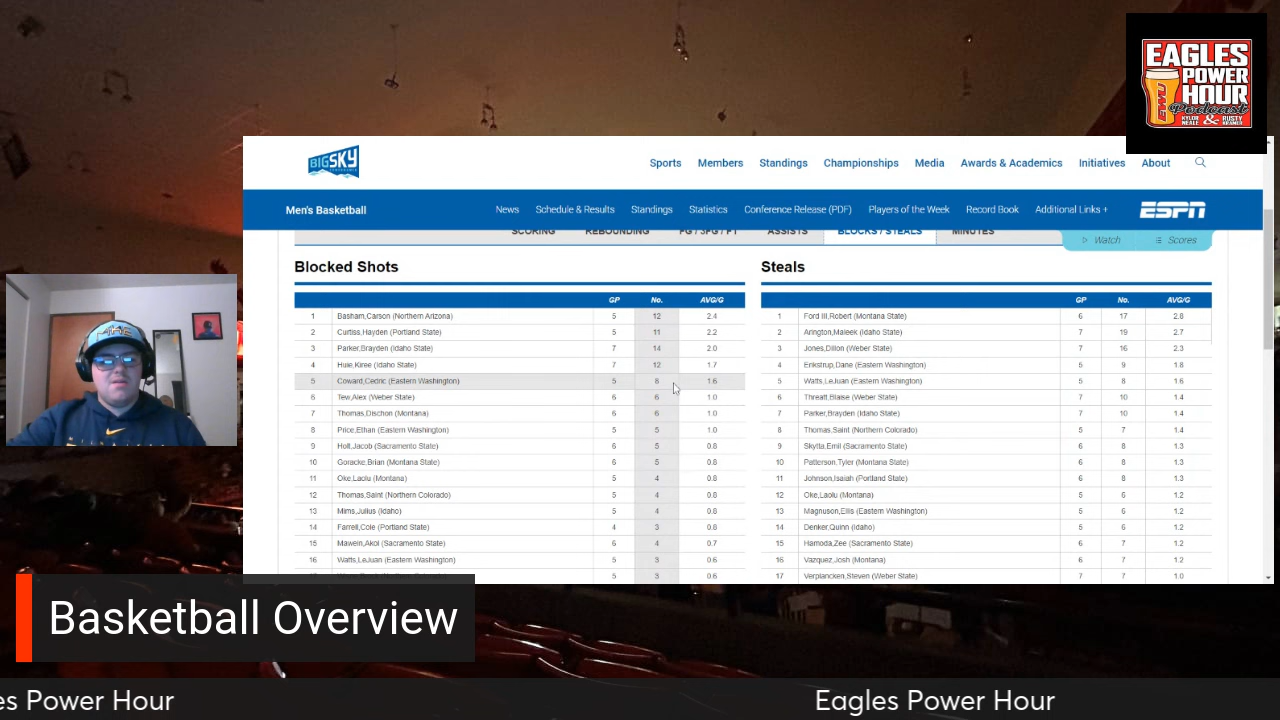 EAGLES
POWER
HOUR
Podcast
EWU
KYLOR NEALE & RUSTY KRAMER
BIG SKY
CONFERENCE
Sports Members Standings Championships Media Awards & Academics Initiatives About
Men's Basketball News Schedule & Results Standings Statistics Conference Release (PDF) Players of the Week Record Book Additional Links + ESPN
SCORING REBOUNDING FG / 3FG / FT ASSISTS BLOCKS / STEALS MINUTES
Watch Scores
Blocked Shots
GP No. AVG/G
1 Basham,Carson (Northern Arizona) 5 12 2.4
2 Curtiss,Hayden (Portland State) 5 11 2.2
3 Parker,Brayden (Idaho State) 7 14 2.0
4 Huie,Kiree (Idaho State) 7 12 1.7
5 Coward,Cedric (Eastern Washington) 5 8 1.6
6 Tew,Alex (Weber State) 6 6 1.0
7 Thomas,Dischon (Montana) 6 6 1.0
8 Price,Ethan (Eastern Washington) 5 5 1.0
9 Holt,Jacob (Sacramento State) 6 5 0.8
10 Goracke,Brian (Montana State) 6 5 0.8
11 Oke,Laolu (Montana) 5 4 0.8
12 Thomas,Saint (Northern Colorado) 5 4 0.8
13 Mims,Julius (Idaho) 5 4 0.8
14 Farrell,Cole (Portland State) 4 3 0.8
15 Mawein,Akol (Sacramento State) 6 4 0.7
16 Watts,LeJuan (Eastern Washington) 5 3 0.6
5 3 0.6
Steals
GP No. AVG/G
1 Ford III,Robert (Montana State) 6 17 2.8
2 Arington,Maleek (Idaho State) 7 19 2.7
3 Jones,Dillon (Weber State) 7 16 2.3
4 Erikstrup,Dane (Eastern Washington) 5 9 1.8
5 Watts,LeJuan (Eastern Washington) 5 8 1.6
6 Threatt,Blaise (Weber State) 7 10 1.4
7 Parker,Brayden (Idaho State) 7 10 1.4
8 Thomas,Saint (Northern Colorado) 5 7 1.4
9 Skytta,Emil (Sacramento State) 6 8 1.3
10 Patterson,Tyler (Montana State) 6 8 1.3
11 Johnson,Isaiah (Portland State) 6 8 1.3
12 Oke,Laolu (Montana) 5 6 1.2
13 Magnuson,Ellis (Eastern Washington) 5 6 1.2
14 Denker,Quinn (Idaho) 5 6 1.2
15 Hamoda,Zee (Sacramento State) 6 7 1.2
16 Vazquez,Josh (Montana) 6 7 1.2
17 Verplancken,Steven (Weber State) 7 7 1.0
Basketball Overview
es Power Hour Eagles Power Hour